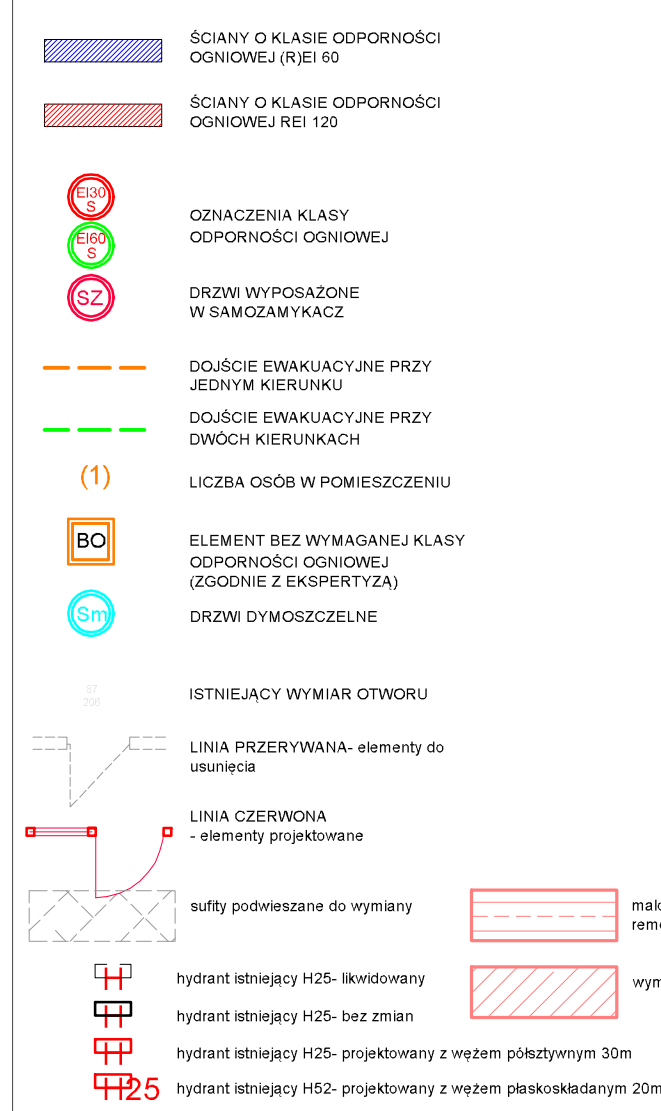 ŚCIANY O KLASIE ODPORNOŚCI
OGNIOWEJ (R)EI 60
ŚCIANY O KLASIE ODPORNOŚCI
OGNIOWEJ REI 120
EI30
S
EI60
S
OZNACZENIA KLASY
ODPORNOŚCI OGNIOWEJ
SZ
DRZWI WYPOSAŻONE
W SAMOZAMYKACZ
DOJŚCIE EWAKUACYJNE PRZY
JEDNYM KIERUNKU
DOJŚCIE EWAKUACYJNE PRZY
DWÓCH KIERUNKACH
(1)
LICZBA OSÓB W POMIESZCZENIU
BO
ELEMENT BEZ WYMAGANEJ KLASY
ODPORNOŚCI OGNIOWEJ
(ZGODNIE Z EKSPERTYZĄ)
Sm
DRZWI DYMOSZCZELNE
87
206
ISTNIEJĄCY WYMIAR OTWORU
LINIA PRZERYWANA- elementy do
usunięcia
LINIA CZERWONA
- elementy projektowane
sufity podwieszane do wymiany
H
hydrant istniejący H25- likwidowany
H
hydrant istniejący H25- bez zmian
H
hydrant istniejący H25- projektowany z wężem półsztywnym 30m
H25
hydrant istniejący H52- projektowany z wężem płaskoskładanym 20m